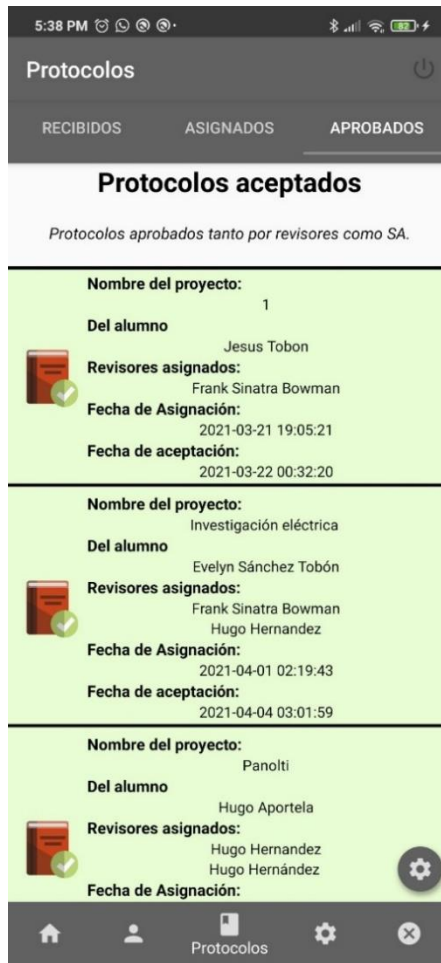 5:38 PM
82
Protocolos
RECIBIDOS ASIGNADOS APROBADOS
Protocolos aceptados
Protocolos aprobados tanto por revisores como SA.
Nombre del proyecto:
1
Del alumno
Jesus Tobon
Revisores asignados:
Frank Sinatra Bowman
Fecha de Asignación:
2021-03-21 19:05:21
Fecha de aceptación:
2021-03-22 00:32:20
Nombre del proyecto:
Investigación eléctrica
Del alumno
Evelyn Sánchez Tobón
Revisores asignados:
Frank Sinatra Bowman
Hugo Hernandez
Fecha de Asignación:
2021-04-01 02:19:43
Fecha de aceptación:
2021-04-04 03:01:59
Nombre del proyecto:
Panolti
Del alumno
Hugo Aportela
Revisores asignados:
Hugo Hernandez
Hugo Hernández
Fecha de Asignación:
Protocolos